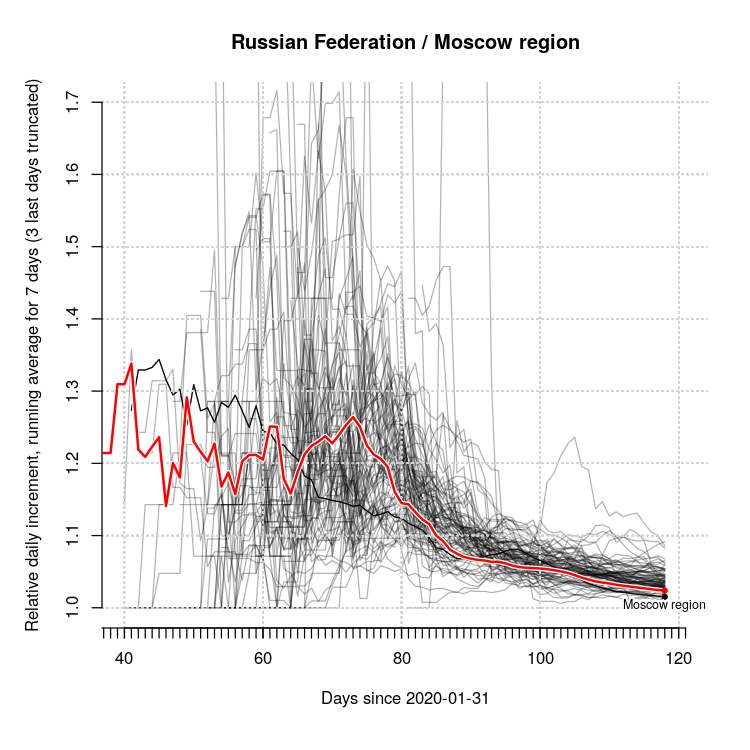 Russian Federation / Moscow region
Relative daily increment, running average for 7 days (3 last days truncated)
1.7
1.6
1.5
1.4
1.3
1.2
1.1
1.0
Moscow region
40 60 80 100 120
Days since 2020-01-31